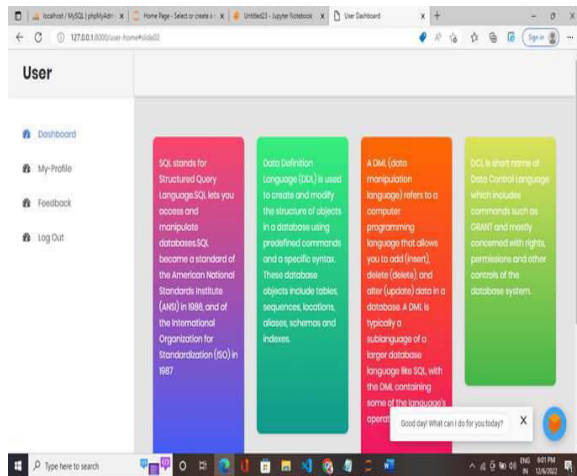 localhost / MySQL | phpMyAdm
Home Page - Select or create a
Untitled23 - Jupyter Notebook
User Dashboard
127.0.0.1:8000/user-home#slide02
Sign in
User
Dashboard
My-Profile
Feedback
Log Out
SQL stands for
Structured Query
Language.SQL lets you
access and
manipulate
databases.SQL
became a standard of
the American National
Standards Institute
(ANSI) in 1986, and of
the International
Organization for
Standardization (ISO) in
1987
Data Definition
Language (DDL) is used
to create and modify
the structure of objects
in a database using
predefined commands
and a specific syntax.
These database
objects include tables,
sequences, locations,
aliases, schemas and
indexes.
A DML (data
manipulation
language) refers to a
computer
programming
language that allows
you to add (insert),
delete (delete), and
alter (update) data in a
database. A DML is
typically a
sublanguage of a
larger database
language like SQL, with
the DML containing
some of the language's
operat
DCL is short name of
Data Control Language
which includes
commands such as
GRANT and mostly
concerned with rights,
permissions and other
controls of the
database system.
Good day! What can I do for you today?
X
Type here to search
ENG
IN
6:01 PM
12/6/2022